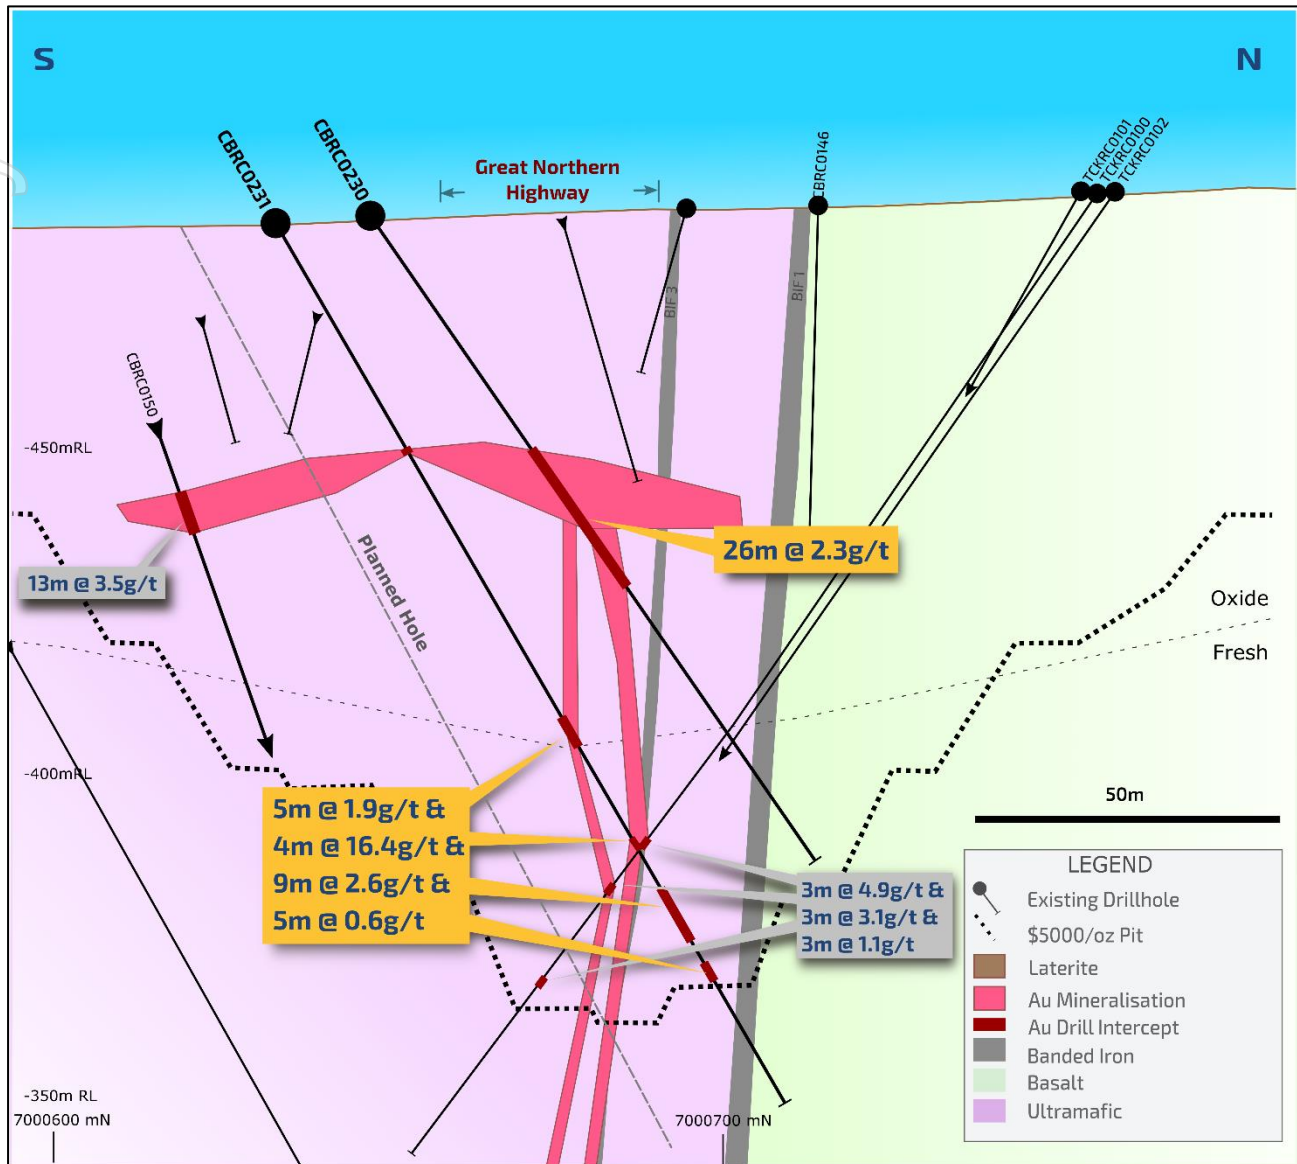 S
N
CBRC0231
CBRC0230
Great Northern
Highway
CBRC0146
TCKRC0101
TCKRC0100
TCKRC0102
BIF 3
BIF 1
CBRC0150
-450mRL
Planned Hole
26m @ 2.3g/t
13m @ 3.5g/t
Oxide
Fresh
-400mRL
5m @ 1.9g/t &
4m @ 16.4g/t &
9m @ 2.6g/t &
5m @ 0.6g/t
3m @ 4.9g/t &
3m @ 3.1g/t &
3m @ 1.1g/t
50m
LEGEND
Existing Drillhole
$5000/oz Pit
Laterite
Au Mineralisation
Au Drill Intercept
Banded Iron
Basalt
Ultramafic
-350m RL
7000600 mN
7000700 mN